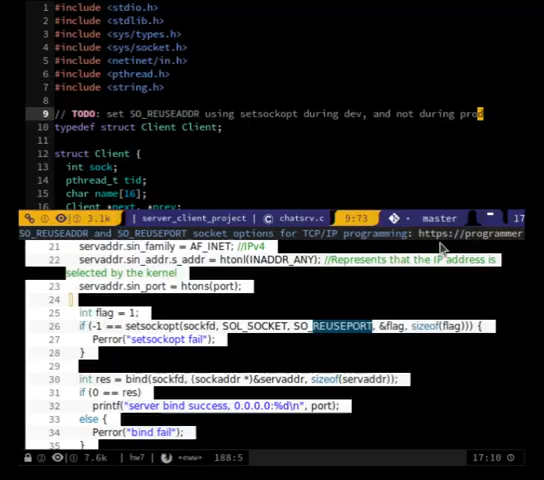 1 #include <stdio.h>
2 #include <stdlib.h>
3 #include <sys/types.h>
4 #include <sys/socket.h>
5 #include <netinet/in.h>
6 #include <pthread.h>
7 #include <string.h>
8
9 // TODO: set SO_REUSEADDR using setsockopt during dev, and not during prod
10 typedef struct Client Client;
11
12 struct Client {
13 int sock;
14 pthread_t tid;
15 char name[16];
16 Client *next, *prev;
3.1k | server_client_project | chatsrv.c 9:73 master 17
SO_REUSEADDR and SO_REUSEPORT socket options for TCP/IP programming: https://programmer
21 servaddr.sin_family = AF_INET; //IPv4
22 servaddr.sin_addr.s_addr = htonl(INADDR_ANY); //Represents that the IP address is
selected by the kernel
23 servaddr.sin_port = htons(port);
24
25 int flag = 1;
26 if (-1 == setsockopt(sockfd, SOL_SOCKET, SO_REUSEPORT, &flag, sizeof(flag))) {
27 Perror("setsockopt fail");
28 }
29
30 int res = bind(sockfd, (sockaddr *)&servaddr, sizeof(servaddr));
31 if (0 == res)
32 printf("server bind success, 0.0.0.0:%d\n", port);
33 else {
34 Perror("bind fail");
35 }
7.6k | hw7 | *eww* 188:5 17:10